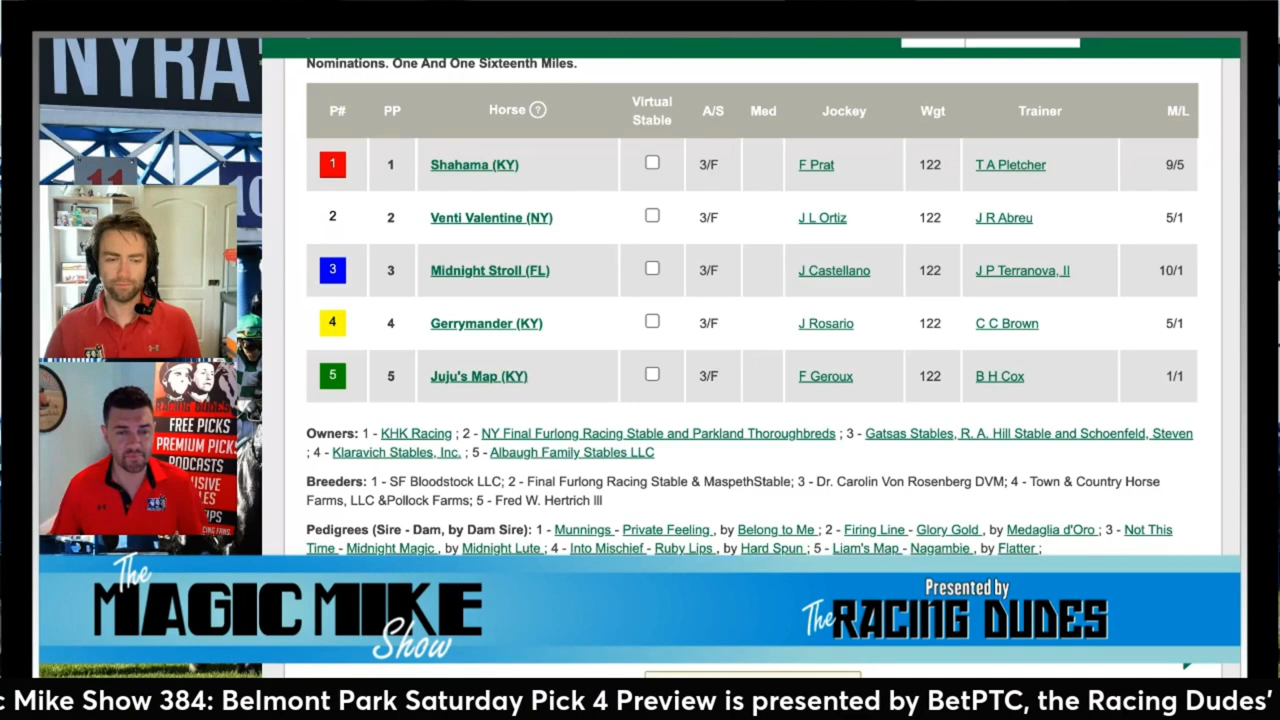 NYRA
11
Nominations. One And One Sixteenth Miles.
P# PP Horse ? Virtual Stable A/S Med Jockey Wgt Trainer M/L
1 1 Shahama (KY) 3/F F Prat 122 T A Pletcher 9/5
2 2 Venti Valentine (NY) 3/F J L Ortiz 122 J R Abreu 5/1
3 3 Midnight Stroll (FL) 3/F J Castellano 122 J P Terranova, II 10/1
4 4 Gerrymander (KY) 3/F J Rosario 122 C C Brown 5/1
5 5 Juju's Map (KY) 3/F F Geroux 122 B H Cox 1/1
Owners: 1 - KHK Racing ; 2 - NY Final Furlong Racing Stable and Parkland Thoroughbreds ; 3 - Gatsas Stables, R. A. Hill Stable and Schoenfeld, Steven
; 4 - Klaravich Stables, Inc. ; 5 - Albaugh Family Stables LLC
Breeders: 1 - SF Bloodstock LLC; 2 - Final Furlong Racing Stable & MaspethStable; 3 - Dr. Carolin Von Rosenberg DVM; 4 - Town & Country Horse
Farms, LLC &Pollock Farms; 5 - Fred W. Hertrich III
Pedigrees (Sire - Dam, by Dam Sire): 1 - Munnings - Private Feeling , by Belong to Me ; 2 - Firing Line - Glory Gold , by Medaglia d'Oro ; 3 - Not This
Time - Midnight Magic , by Midnight Lute ; 4 - Into Mischief - Ruby Lips , by Hard Spun ; 5 - Liam's Map - Nagambie , by Flatter ;
RACING DUDES
FREE PICKS
PREMIUM PICKS
PODCASTS
The
MAGIC MIKE
Show
Presented by
The RACING DUDES
c Mike Show 384: Belmont Park Saturday Pick 4 Preview is presented by BetPTC, the Racing Dudes'